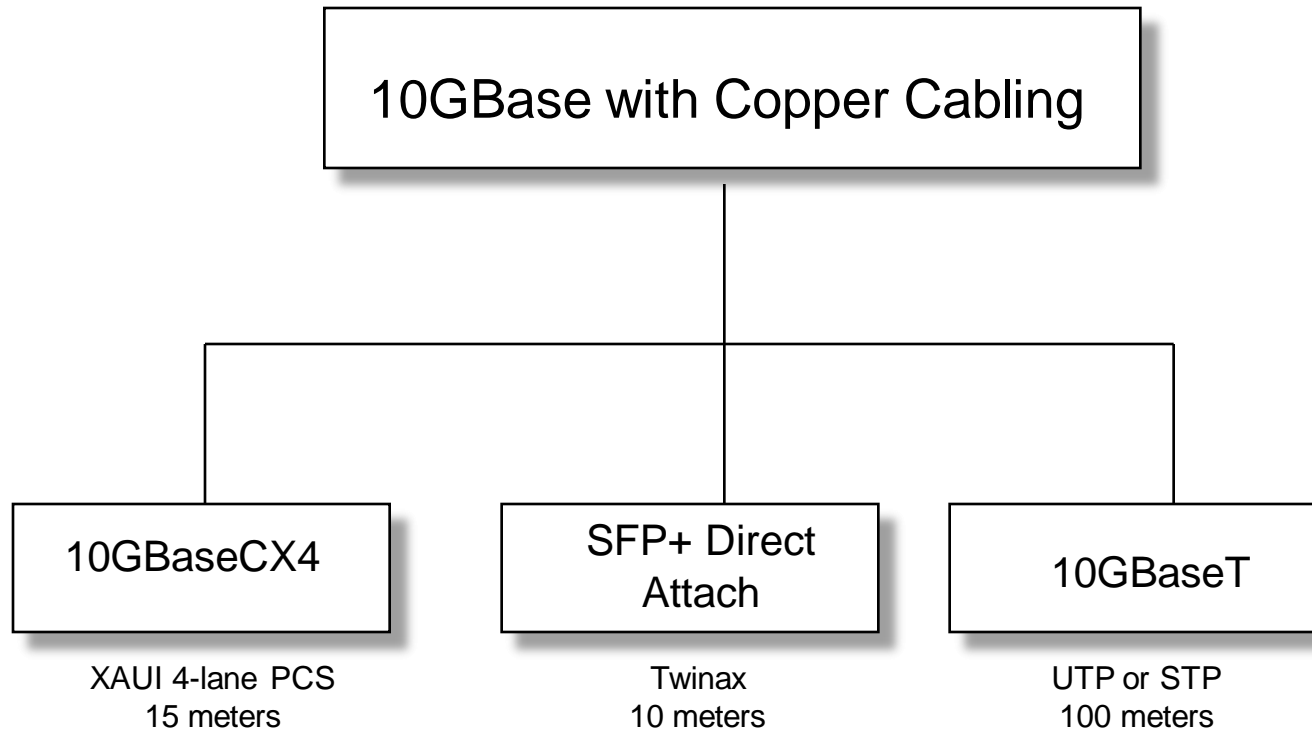 10GBase with Copper Cabling
10GBaseCX4
SFP+ Direct
Attach
10GBaseT
XAUI 4-lane PCS
15 meters
Twinax
10 meters
UTP or STP
100 meters